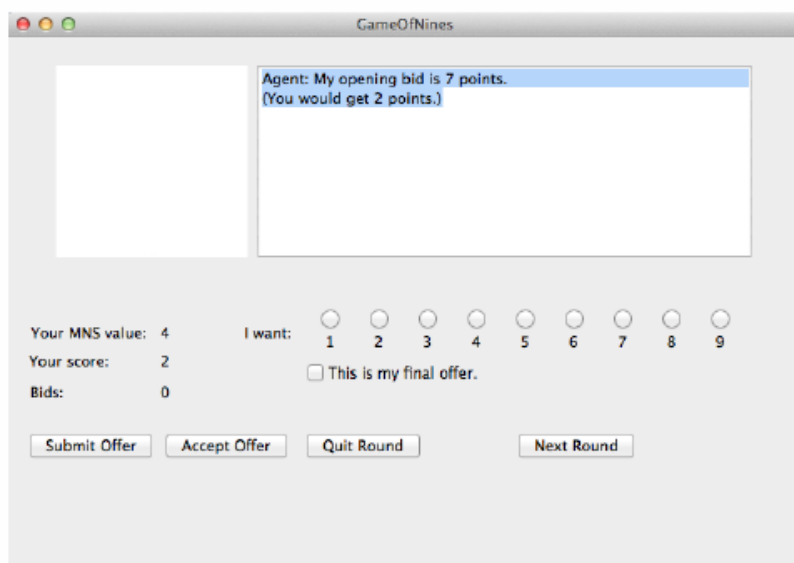 GameOfNines
Agent: My opening bid is 7 points.
(You would get 2 points.)
Your MNS value: 4
I want:
1 2 3 4 5 6 7 8 9
Your score: 2
This is my final offer.
Bids: 0
Submit Offer Accept Offer Quit Round Next Round